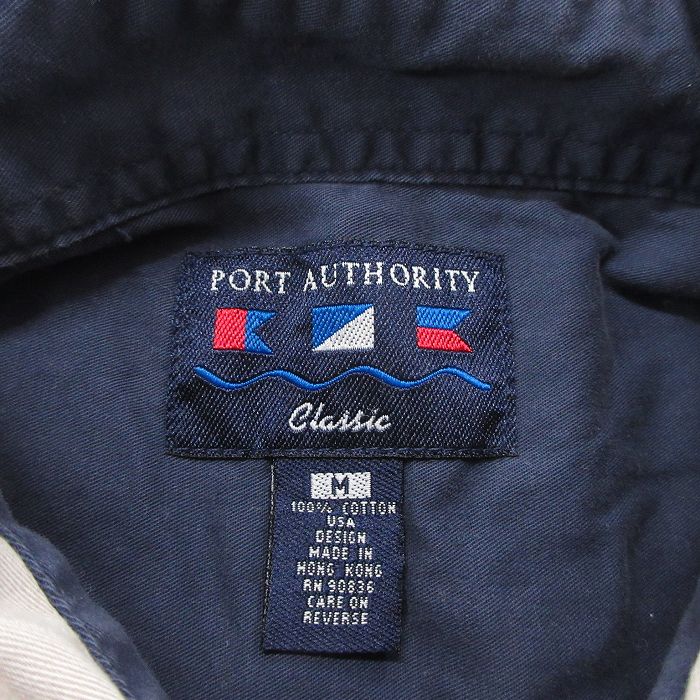 PORT AUTHORITY
Classic
M
100% COTTON
USA
DESIGN
MADE IN
HONG KONG
RN 90836
CARE ON
REVERSE